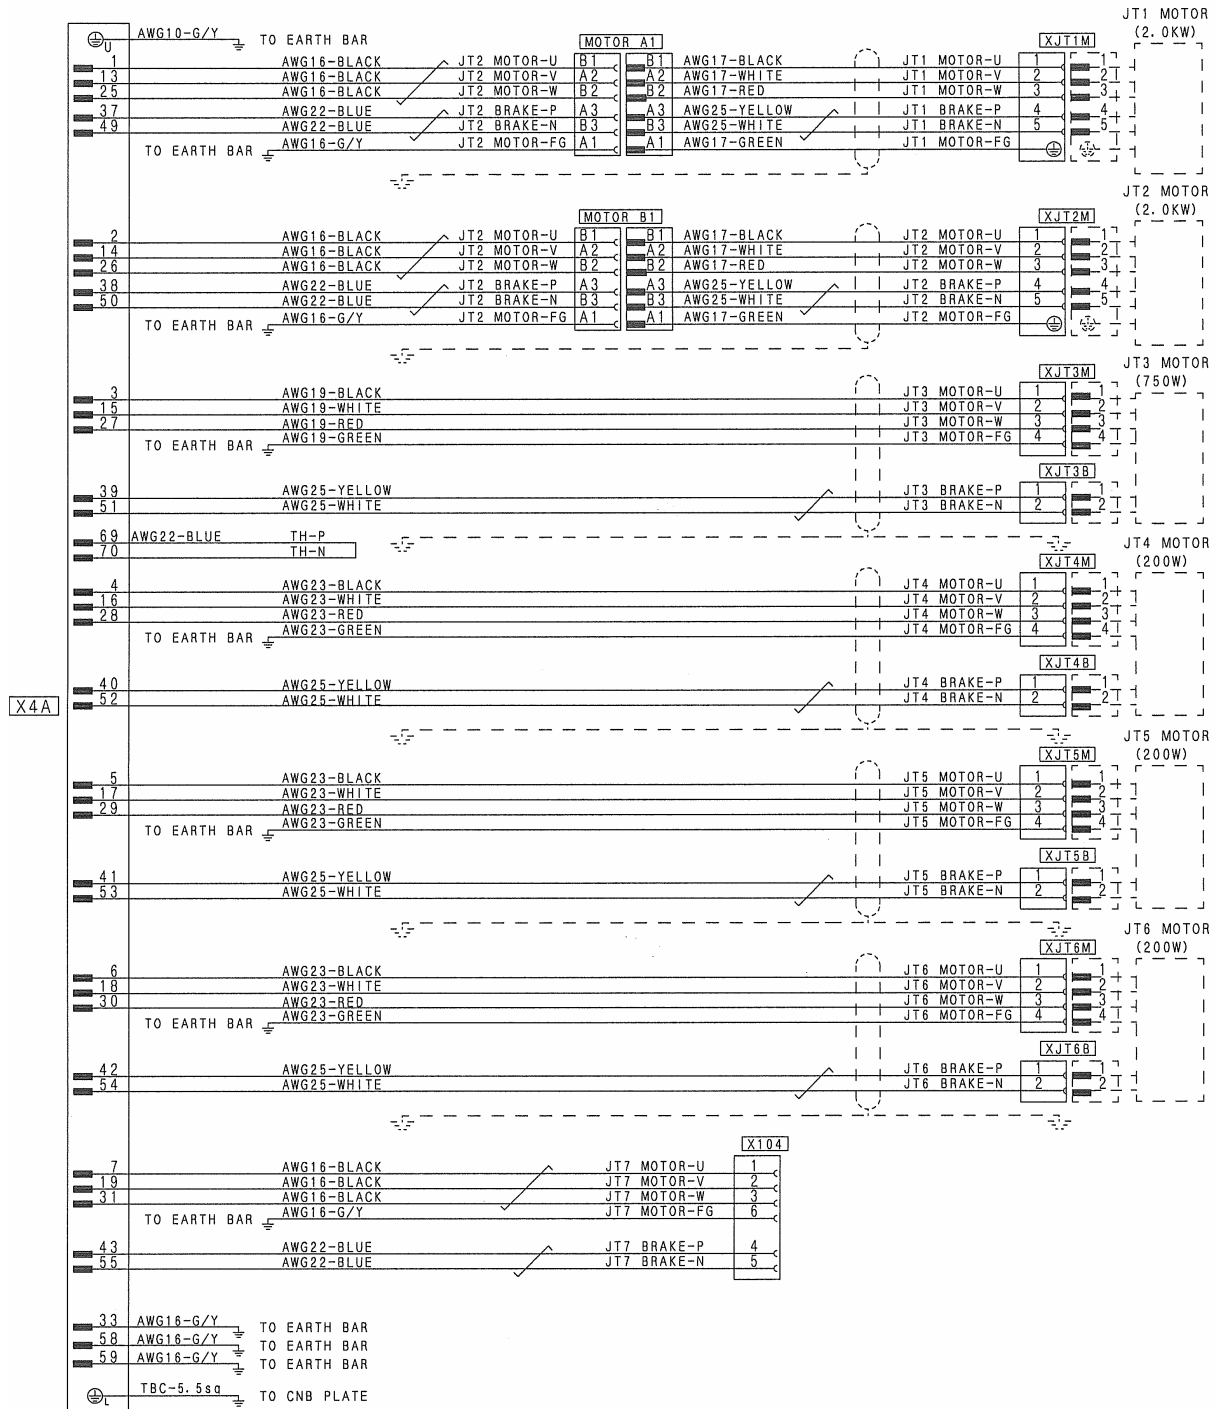 JT1 MOTOR
(2.0KW)
U AWG10-G/Y TO EARTH BAR MOTOR A1 XJT1M
1 AWG16-BLACK JT2 MOTOR-U B1 B1 AWG17-BLACK JT1 MOTOR-U 1 1
13 AWG16-BLACK JT2 MOTOR-V A2 A2 AWG17-WHITE JT1 MOTOR-V 2 2
25 AWG16-BLACK JT2 MOTOR-W B2 B2 AWG17-RED JT1 MOTOR-W 3 3
37 AWG22-BLUE JT2 BRAKE-P A3 A3 AWG25-YELLOW JT1 BRAKE-P 4 4
49 AWG22-BLUE JT2 BRAKE-N B3 B3 AWG25-WHITE JT1 BRAKE-N 5 5
TO EARTH BAR AWG16-G/Y JT2 MOTOR-FG A1 A1 AWG17-GREEN JT1 MOTOR-FG
JT2 MOTOR
(2.0KW)
MOTOR B1 XJT2M
2 AWG16-BLACK JT2 MOTOR-U B1 B1 AWG17-BLACK JT2 MOTOR-U 1 1
14 AWG16-BLACK JT2 MOTOR-V A2 A2 AWG17-WHITE JT2 MOTOR-V 2 2
26 AWG16-BLACK JT2 MOTOR-W B2 B2 AWG17-RED JT2 MOTOR-W 3 3
38 AWG22-BLUE JT2 BRAKE-P A3 A3 AWG25-YELLOW JT2 BRAKE-P 4 4
50 AWG22-BLUE JT2 BRAKE-N B3 B3 AWG25-WHITE JT2 BRAKE-N 5 5
TO EARTH BAR AWG16-G/Y JT2 MOTOR-FG A1 A1 AWG17-GREEN JT2 MOTOR-FG
JT3 MOTOR
(750W)
XJT3M
3 AWG19-BLACK JT3 MOTOR-U 1 1
15 AWG19-WHITE JT3 MOTOR-V 2 2
27 AWG19-RED JT3 MOTOR-W 3 3
TO EARTH BAR AWG19-GREEN JT3 MOTOR-FG 4 4
XJT3B
39 AWG25-YELLOW JT3 BRAKE-P 1 1
51 AWG25-WHITE JT3 BRAKE-N 2 2
69 AWG22-BLUE TH-P
70 TH-N
JT4 MOTOR
(200W)
XJT4M
4 AWG23-BLACK JT4 MOTOR-U 1 1
16 AWG23-WHITE JT4 MOTOR-V 2 2
28 AWG23-RED JT4 MOTOR-W 3 3
TO EARTH BAR AWG23-GREEN JT4 MOTOR-FG 4 4
XJT4B
40 AWG25-YELLOW JT4 BRAKE-P 1 1
52 AWG25-WHITE JT4 BRAKE-N 2 2
X4A
JT5 MOTOR
(200W)
XJT5M
5 AWG23-BLACK JT5 MOTOR-U 1 1
17 AWG23-WHITE JT5 MOTOR-V 2 2
29 AWG23-RED JT5 MOTOR-W 3 3
TO EARTH BAR AWG23-GREEN JT5 MOTOR-FG 4 4
XJT5B
41 AWG25-YELLOW JT5 BRAKE-P 1 1
53 AWG25-WHITE JT5 BRAKE-N 2 2
JT6 MOTOR
(200W)
XJT6M
6 AWG23-BLACK JT6 MOTOR-U 1 1
18 AWG23-WHITE JT6 MOTOR-V 2 2
30 AWG23-RED JT6 MOTOR-W 3 3
TO EARTH BAR AWG23-GREEN JT6 MOTOR-FG 4 4
XJT6B
42 AWG25-YELLOW JT6 BRAKE-P 1 1
54 AWG25-WHITE JT6 BRAKE-N 2 2
X104
7 AWG16-BLACK JT7 MOTOR-U 1
19 AWG16-BLACK JT7 MOTOR-V 2
31 AWG16-BLACK JT7 MOTOR-W 3
TO EARTH BAR AWG16-G/Y JT7 MOTOR-FG 6
43 AWG22-BLUE JT7 BRAKE-P 4
55 AWG22-BLUE JT7 BRAKE-N 5
33 AWG16-G/Y TO EARTH BAR
58 AWG16-G/Y TO EARTH BAR
59 AWG16-G/Y TO EARTH BAR
L TBC-5.5sq TO CNB PLATE